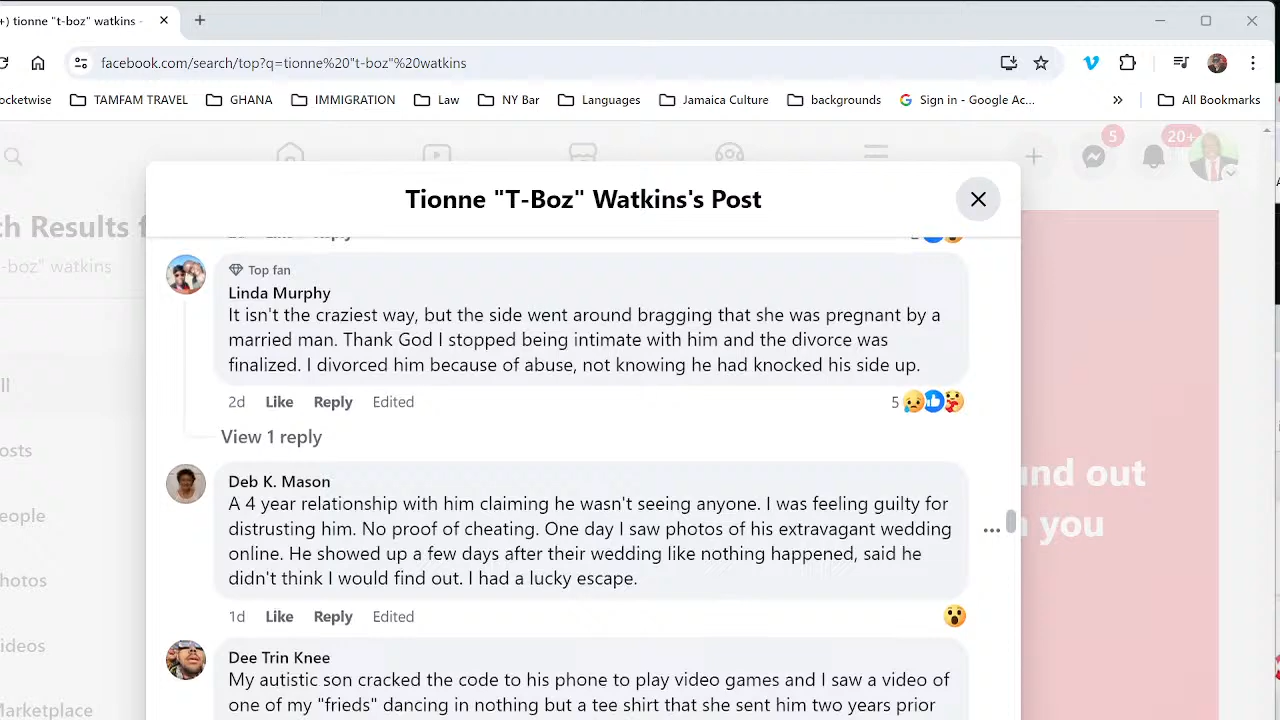 +) tionne "t-boz" watkins -
facebook.com/search/top?q=tionne%20"t-boz"%20watkins
ocketwise TAMFAM TRAVEL GHANA IMMIGRATION Law NY Bar Languages Jamaica Culture backgrounds Sign in - Google Ac... » All Bookmarks
5 20+
Tionne "T-Boz" Watkins's Post
ch Results f
-boz" watkins
Top fan
Linda Murphy
It isn't the craziest way, but the side went around bragging that she was pregnant by a
married man. Thank God I stopped being intimate with him and the divorce was
finalized. I divorced him because of abuse, not knowing he had knocked his side up.
2d Like Reply Edited 5
View 1 reply
Deb K. Mason
A 4 year relationship with him claiming he wasn't seeing anyone. I was feeling guilty for
distrusting him. No proof of cheating. One day I saw photos of his extravagant wedding
online. He showed up a few days after their wedding like nothing happened, said he
didn't think I would find out. I had a lucky escape.
1d Like Reply Edited
Dee Trin Knee
My autistic son cracked the code to his phone to play video games and I saw a video of
one of my "frieds" dancing in nothing but a tee shirt that she sent him two years prior
ll
osts
eople
hotos
ideos
Marketplace
und out
you